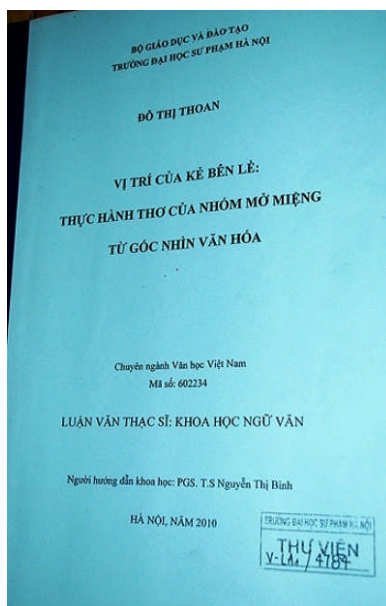 BỘ GIÁO DỤC VÀ ĐÀO TẠO
TRƯỜNG ĐẠI HỌC SƯ PHẠM HÀ NỘI
ĐỖ THỊ THOAN
VỊ TRÍ CỦA KẺ BÊN LỀ:
THỰC HÀNH THƠ CỦA NHÓM MỞ MIỆNG
TỪ GÓC NHÌN VĂN HÓA
Chuyên ngành Văn học Việt Nam
Mã số: 602234
LUẬN VĂN THẠC SĨ: KHOA HỌC NGỮ VĂN
Người hướng dẫn khoa học: PGS. T.S Nguyễn Thị Bình
HÀ NỘI, NĂM 2010
TRƯỜNG ĐẠI HỌC SƯ PHẠM HÀ NỘI
THƯ VIỆN
4784